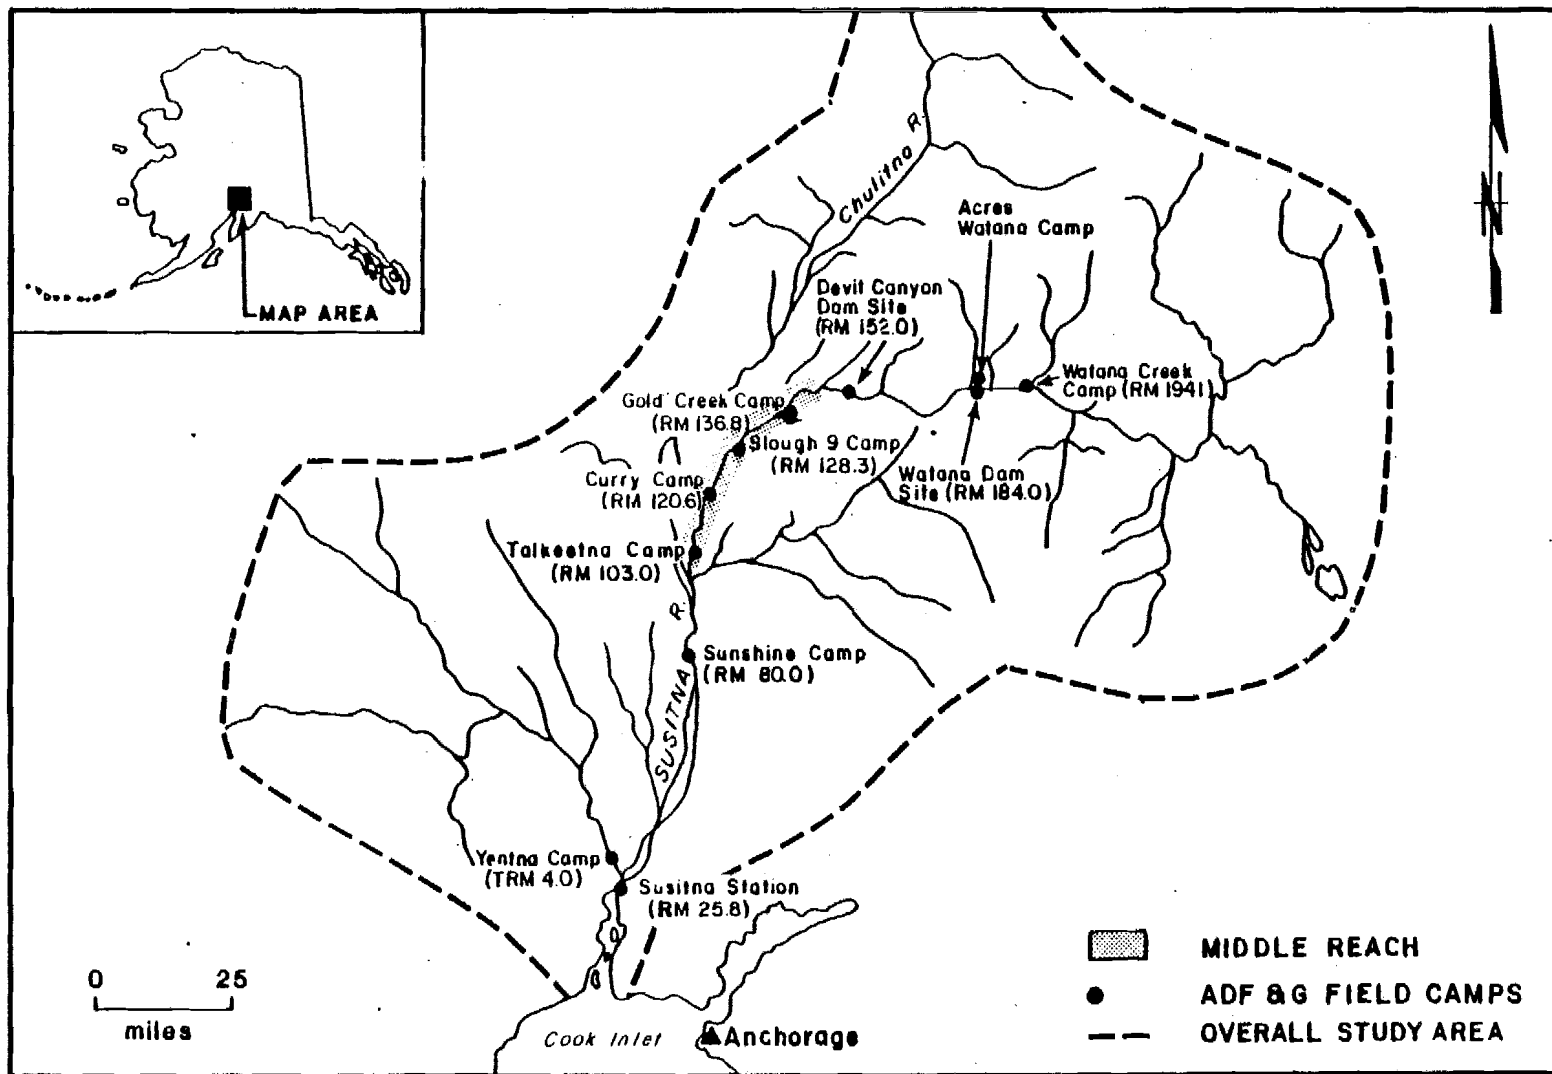 MAP AREA
Chulitna R.
Acres
Watana Camp
Devil Canyon
Dam Site
(RM 152.0)
Watana Creek
Camp (RM 194.1)
Gold Creek Camp
(RM 136.8)
Slough 9 Camp
(RM 128.3)
Watana Dam
Site (RM 184.0)
Curry Camp
(RM 120.6)
Talkeetna Camp
(RM 103.0)
SUSITNA R.
Sunshine Camp
(RM 80.0)
Yentna Camp
(TRM 4.0)
Susitna Station
(RM 25.8)
N
0 25
miles
Cook Inlet
Anchorage
MIDDLE REACH
ADF & G FIELD CAMPS
OVERALL STUDY AREA